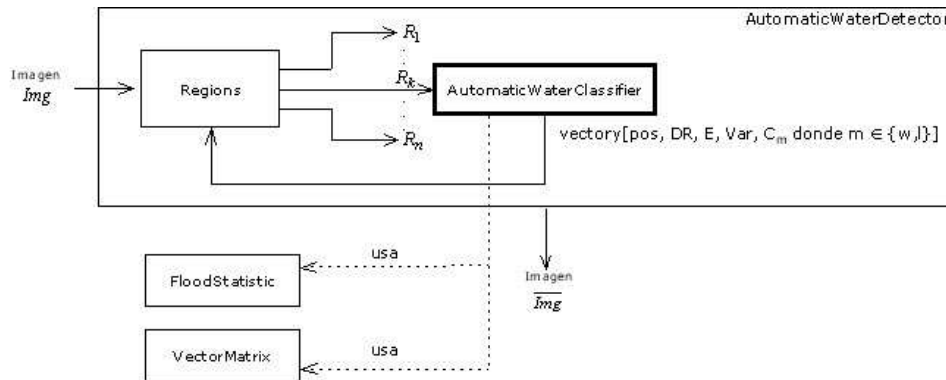 AutomaticWaterDetector
Imagen
Img
Regions
R1
Rk
Rn
AutomaticWaterClassifier
vectory[pos, DR, E, Var, Cm donde m ∈ {w,l}]
usa
FloodStatistic
Imagen
Img
usa
VectorMatrix